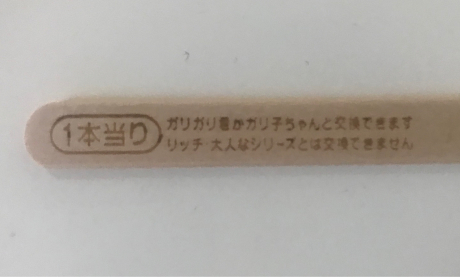 1本当り
ガリガリ君かガリ子ちゃんと交換できます
リッチ・大人なシリーズとは交換できません